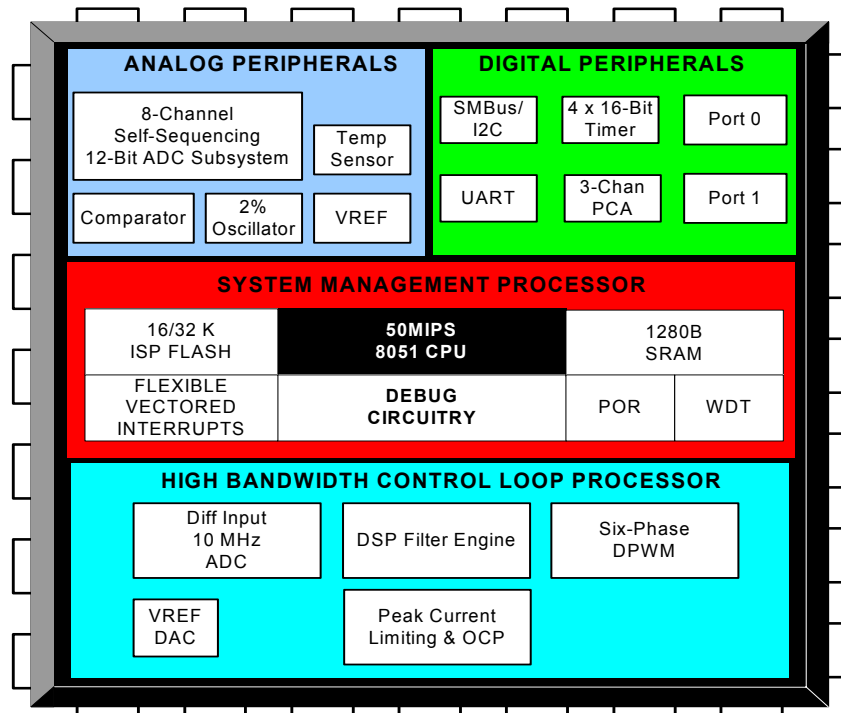 ANALOG PERIPHERALS
8-Channel
Self-Sequencing
12-Bit ADC Subsystem
Temp
Sensor
Comparator
2%
Oscillator
VREF
DIGITAL PERIPHERALS
SMBus/
I2C
4 x 16-Bit
Timer
Port 0
UART
3-Chan
PCA
Port 1
SYSTEM MANAGEMENT PROCESSOR
16/32 K
ISP FLASH
50MIPS
8051 CPU
1280B
SRAM
FLEXIBLE
VECTORED
INTERRUPTS
DEBUG
CIRCUITRY
POR
WDT
HIGH BANDWIDTH CONTROL LOOP PROCESSOR
Diff Input
10 MHz
ADC
DSP Filter Engine
Six-Phase
DPWM
VREF
DAC
Peak Current
Limiting & OCP